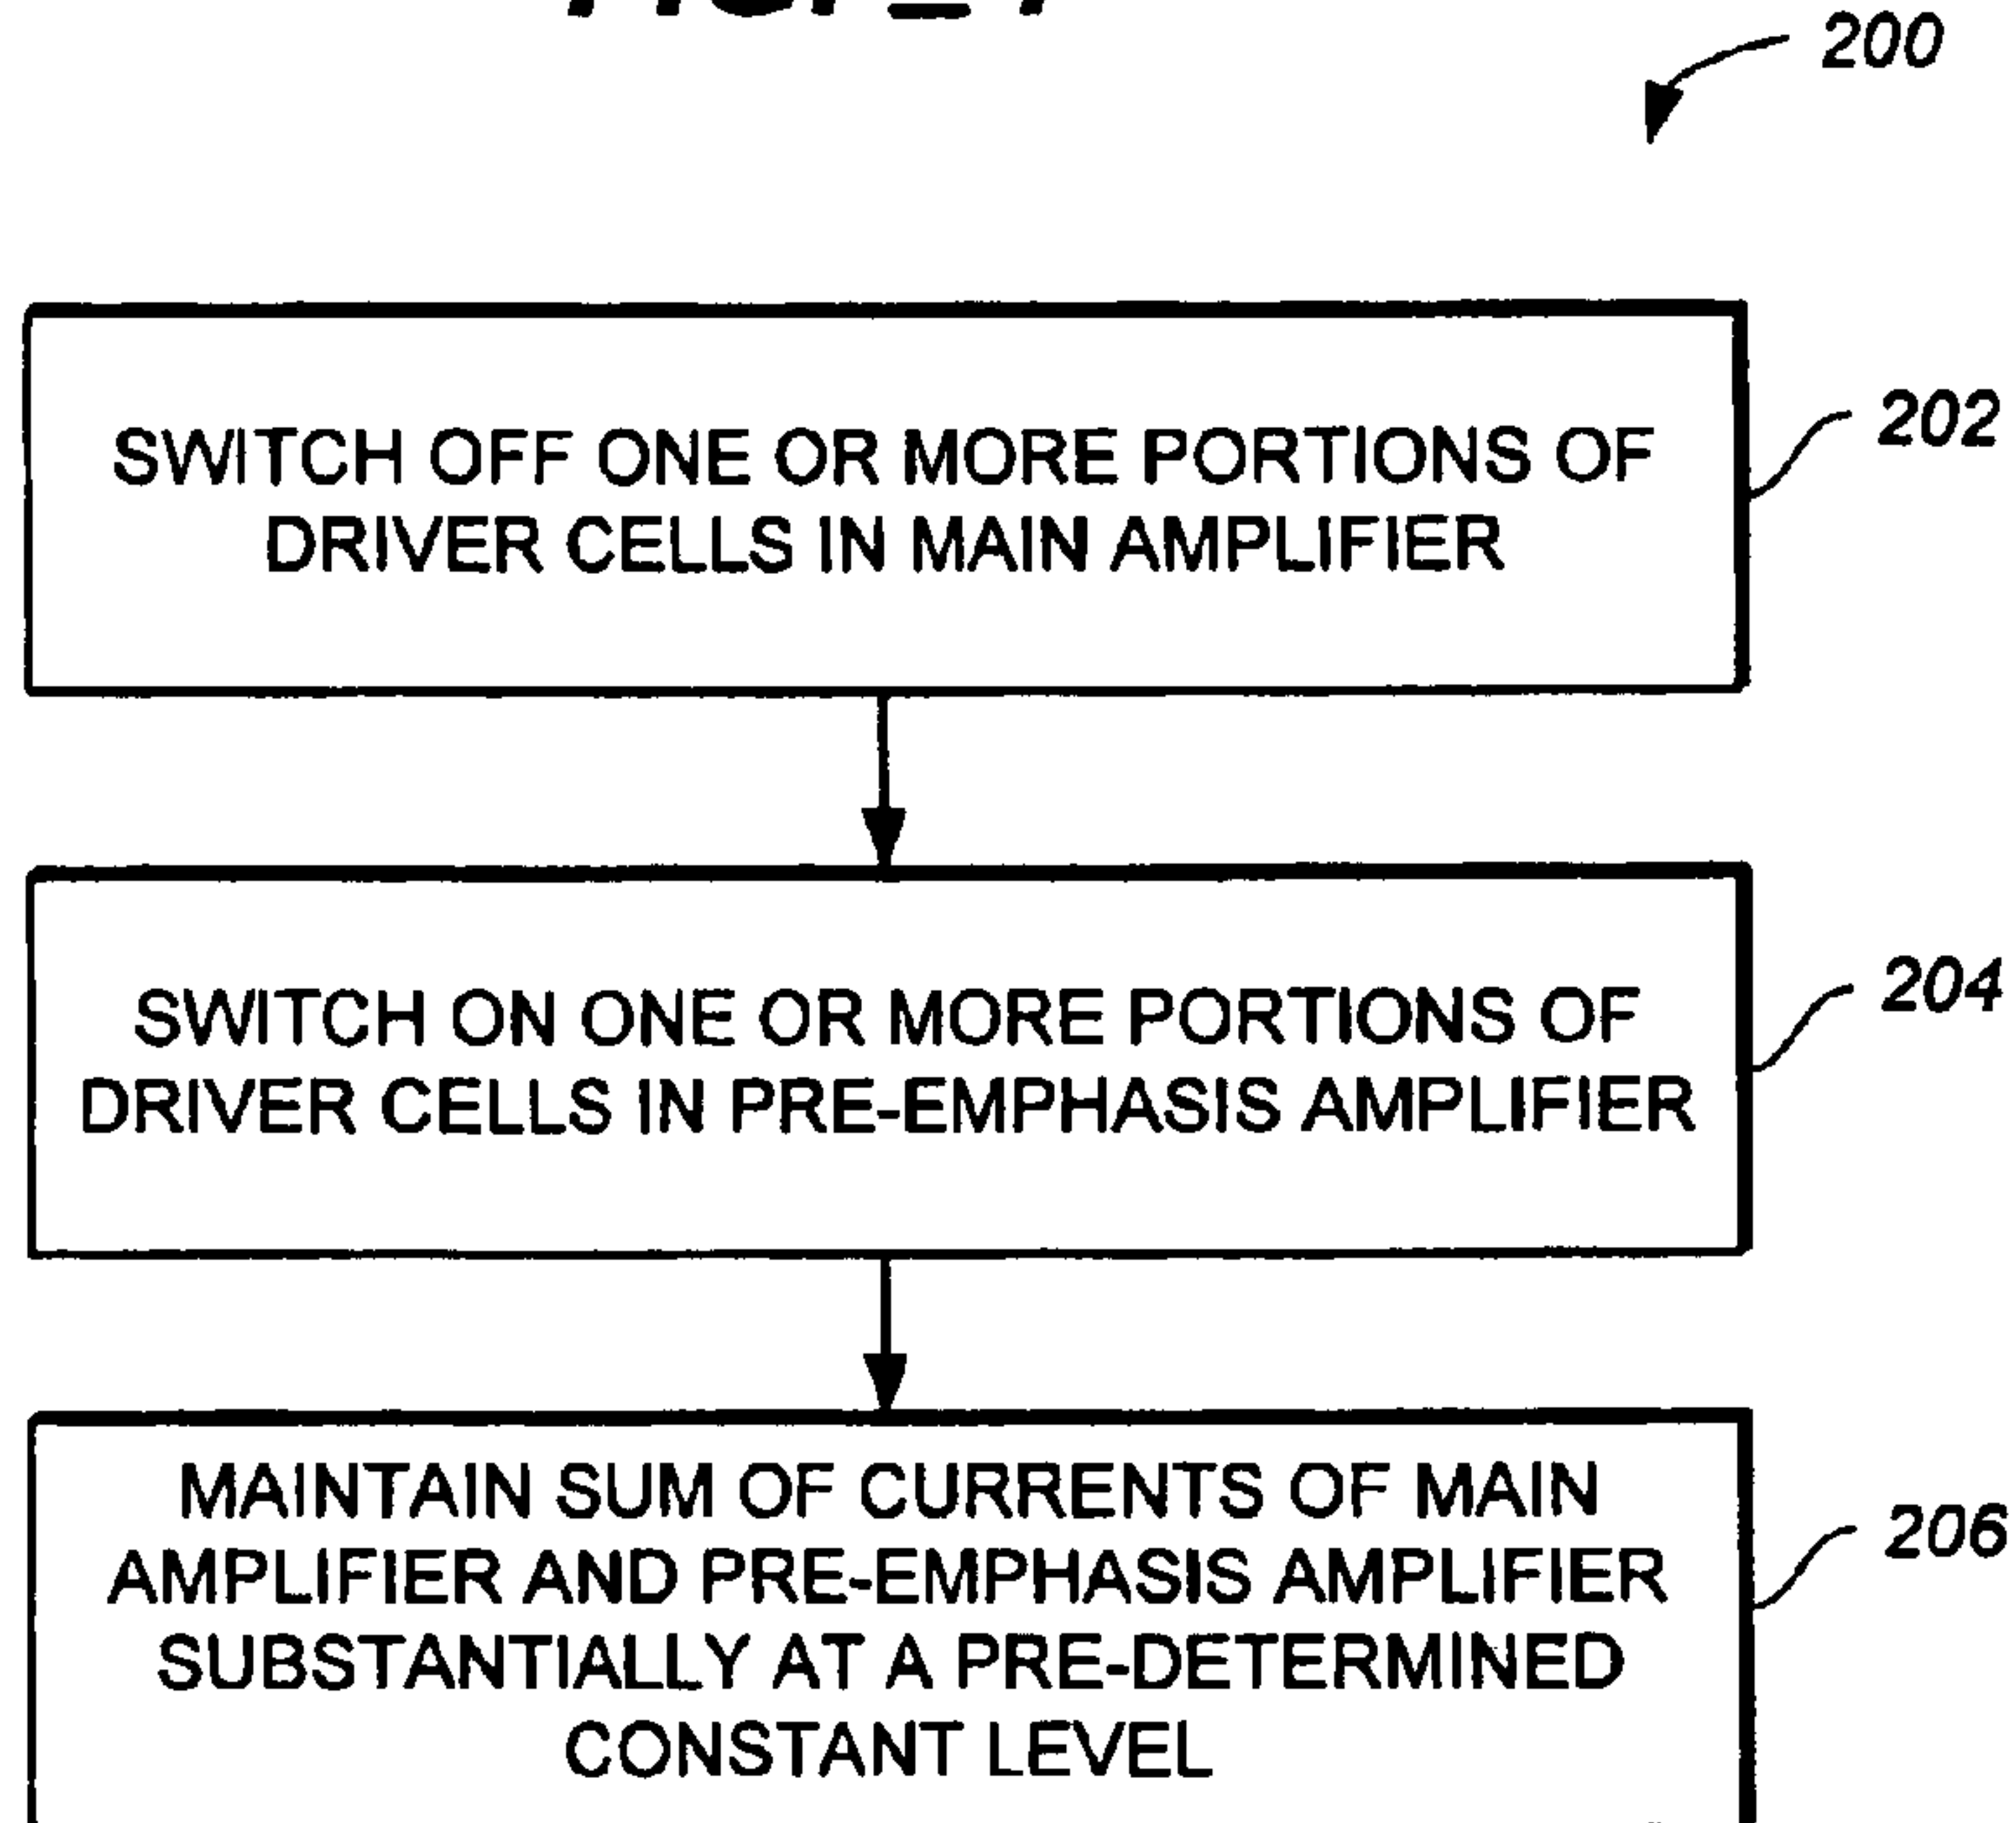 200
SWITCH OFF ONE OR MORE PORTIONS OF
DRIVER CELLS IN MAIN AMPLIFIER
202
SWITCH ON ONE OR MORE PORTIONS OF
DRIVER CELLS IN PRE-EMPHASIS AMPLIFIER
204
MAINTAIN SUM OF CURRENTS OF MAIN
AMPLIFIER AND PRE-EMPHASIS AMPLIFIER
SUBSTANTIALLY AT A PRE-DETERMINED
CONSTANT LEVEL
206